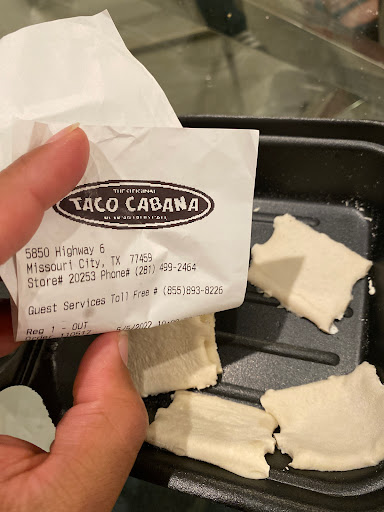 THE ORIGINAL
TACO CABANA
5850 Highway 6
Missouri City, TX 77459
Store# 20253 Phone# (281) 499-2464
Guest Services Toll Free # (855)893-8226
Reg 1 - OUT